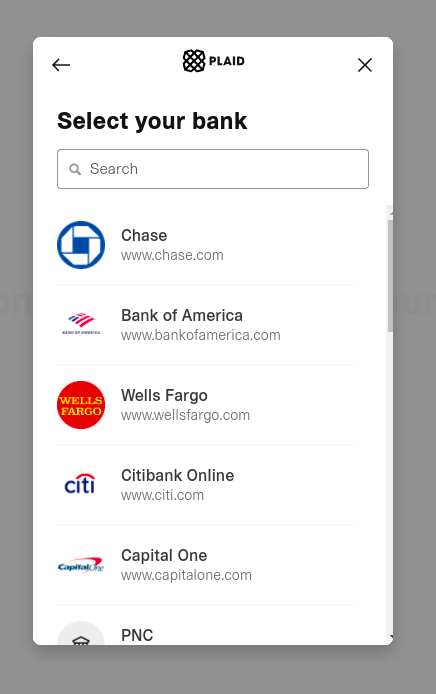 PLAID
Select your bank
Search
Chase
www.chase.com
BANK OF AMERICA
Bank of America
www.bankofamerica.com
WELLS
FARGO
Wells Fargo
www.wellsfargo.com
citi
Citibank Online
www.citi.com
Capital One
Capital One
www.capitalone.com
PNC